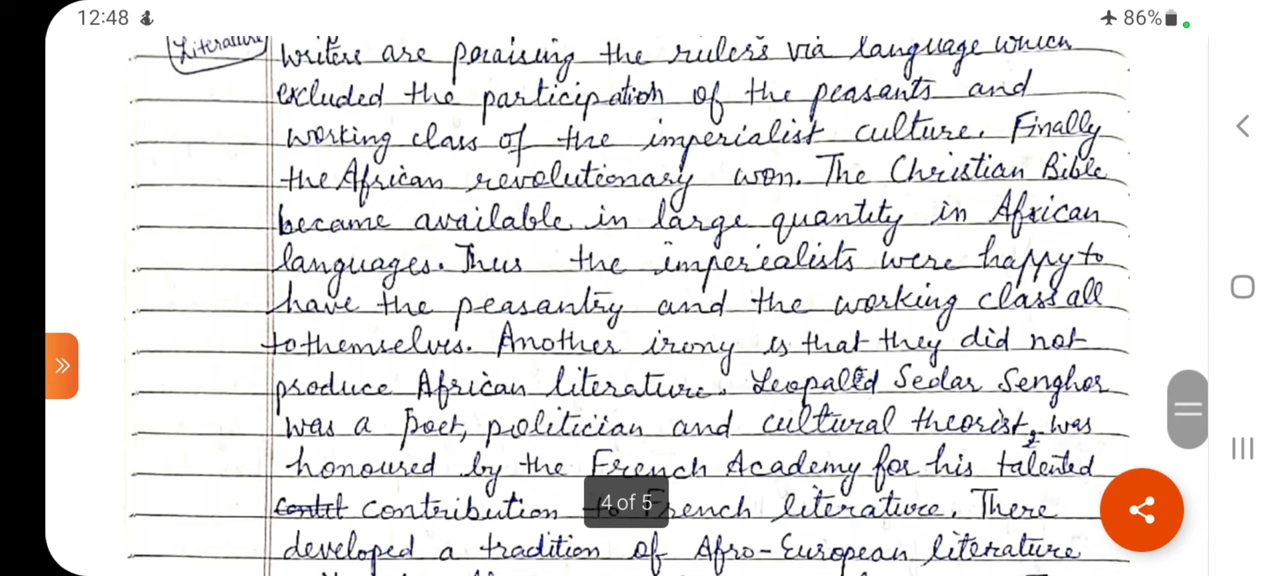 12:48
86%
Literature
writers are poraising the rulers via language which
excluded the participation of the peasants and
working class of the imperialist culture. Finally
the African revolutionary won. The Christian Bible
became available in large quantity in African
languages. Thus the imperialists were happy to
have the peasantry and the working class all
to themselves. Another irony is that they did not
produce African literature. Leopalld Sedar Senghor
was a poet, politician and cultural theorist, was
honoured by the French Academy for his talented
contribution to French literature. There
4 of 5
developed a tradition of Afro-European literature